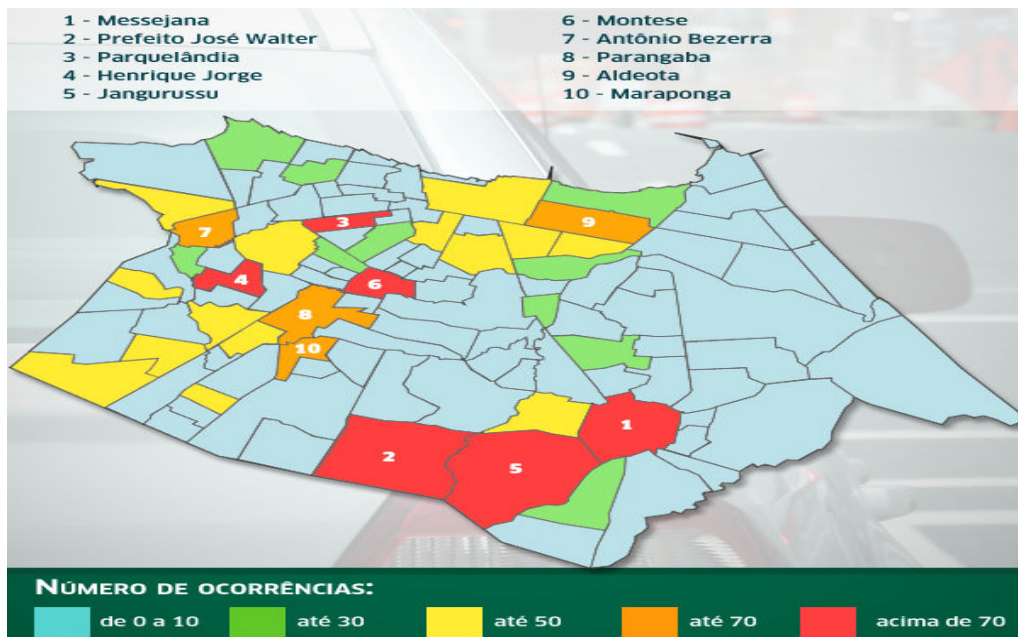 1 - Messejana
2 - Prefeito José Walter
3 - Parquelândia
4 - Henrique Jorge
5 - Jangurussu
6 - Montese
7 - Antônio Bezerra
8 - Parangaba
9 - Aldeota
10 - Maraponga
3
9
7
4
6
8
10
1
2
5
NÚMERO DE OCORRÊNCIAS:
de 0 a 10 até 30 até 50 até 70 acima de 70